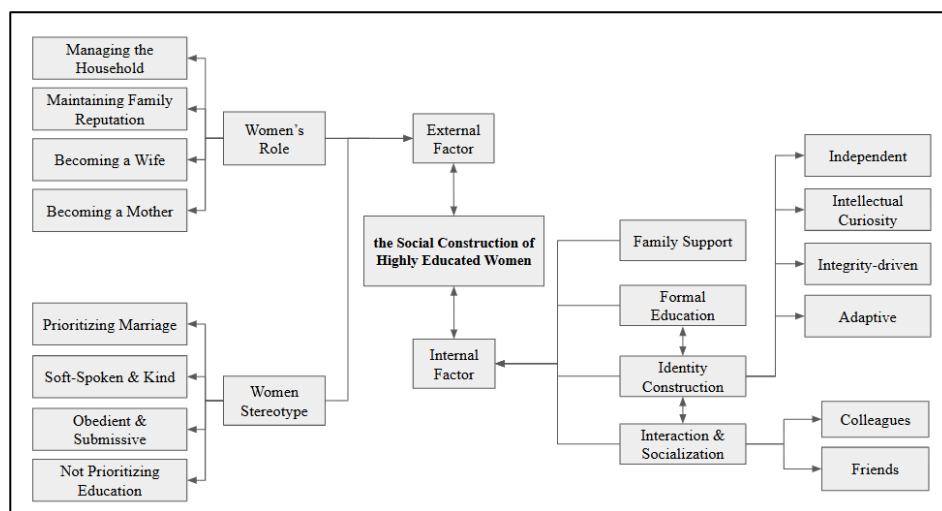 Managing the
Household
Maintaining Family
Reputation
Becoming a Wife
Becoming a Mother
Women’s
Role
External
Factor
the Social Construction of
Highly Educated Women
Internal
Factor
Prioritizing Marriage
Soft-Spoken & Kind
Obedient &
Submissive
Not Prioritizing
Education
Women
Stereotype
Family Support
Formal
Education
Identity
Construction
Interaction &
Socialization
Independent
Intellectual
Curiosity
Integrity-driven
Adaptive
Colleagues
Friends